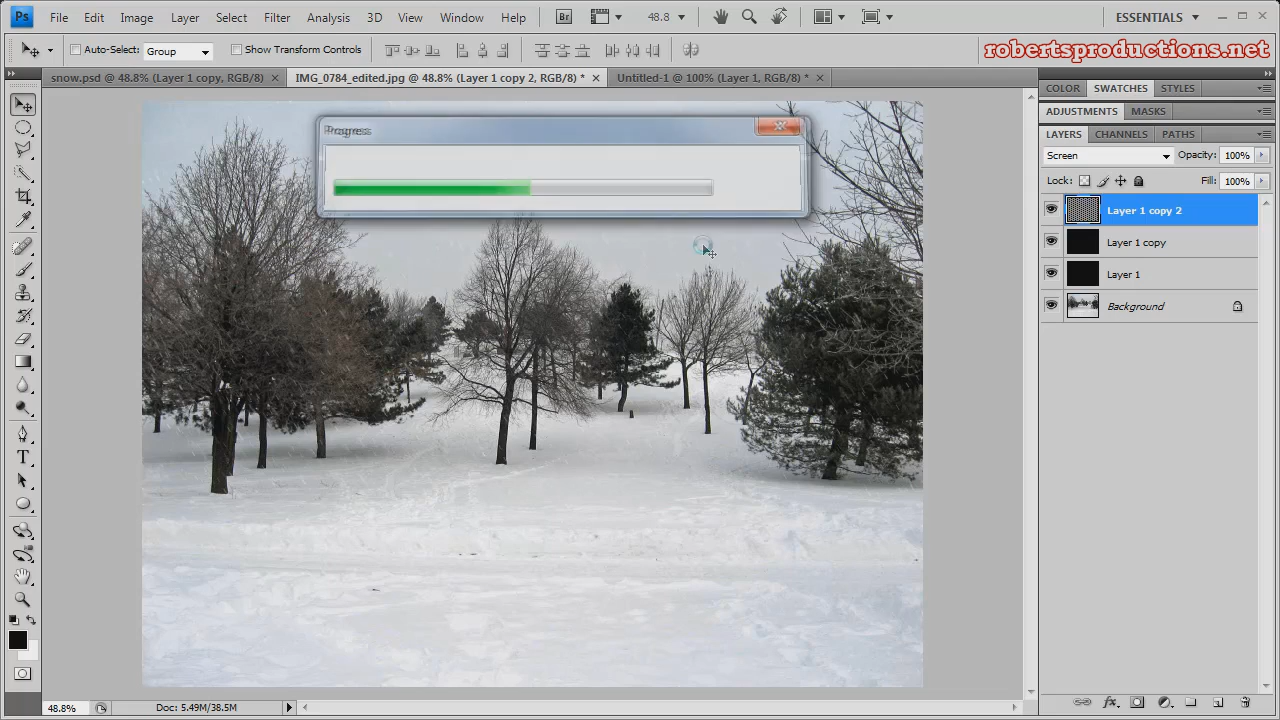 Ps File Edit Image Layer Select Filter Analysis 3D View Window Help Br 48.8 ESSENTIALS
Auto-Select: Group Show Transform Controls
robertsproductions.net
snow.psd @ 48.8% (Layer 1 copy, RGB/8) IMG_0784_edited.jpg @ 48.8% (Layer 1 copy 2, RGB/8) * Untitled-1 @ 100% (Layer 1, RGB/8) *
COLOR SWATCHES STYLES
ADJUSTMENTS MASKS
LAYERS CHANNELS PATHS
Screen Opacity: 100%
Lock: Fill: 100%
Progress
Layer 1 copy 2
Layer 1 copy
Layer 1
Background
T
48.8% Doc: 5.49M/38.5M
fx